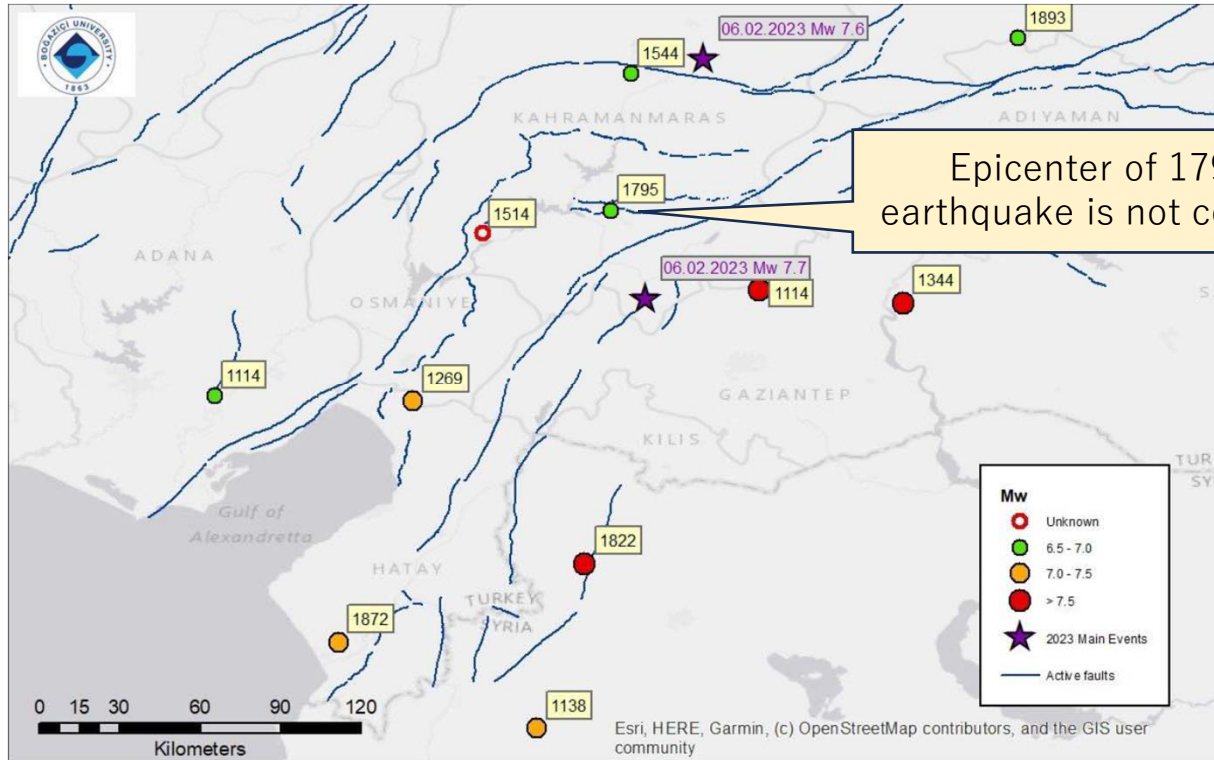 BOĞAZİÇİ UNIVERSITY
1863
06.02.2023 Mw 7.6
1893
1544
KAHRAMANMARAS
ADIYAMAN
Epicenter of
earthquake is not
1795
1514
ADANA
06.02.2023 Mw 7.7
OSMANIYE
1114
1344
1114
1269
GAZIANTEP
KILIS
Gulf of
Alexandretta
1822
HATAY
TURKEY
SYRIA
1872
1138
Mw
Unknown
6.5 - 7.0
7.0 - 7.5
> 7.5
2023 Main Events
Active faults
0 15 30 60 90 120
Kilometers
Esri, HERE, Garmin, (c) OpenStreetMap contributors, and the GIS user
community